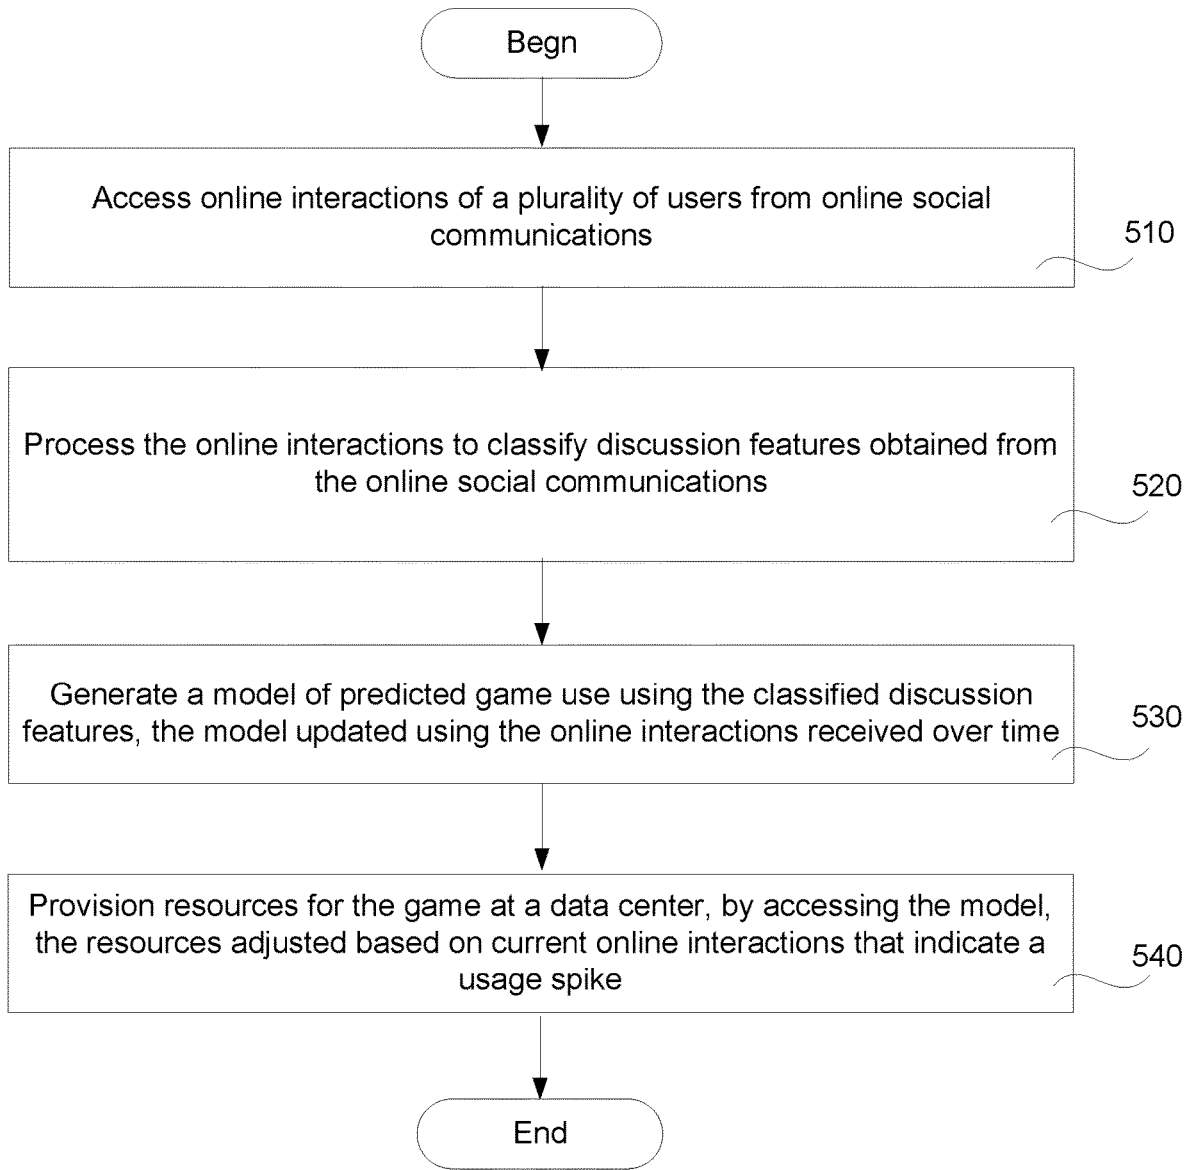 Begn
Access online interactions of a plurality of users from online social
communications
510
Process the online interactions to classify discussion features obtained from
the online social communications
520
Generate a model of predicted game use using the classified discussion
features, the model updated using the online interactions received over time
530
Provision resources for the game at a data center, by accessing the model,
the resources adjusted based on current online interactions that indicate a
usage spike
540
End